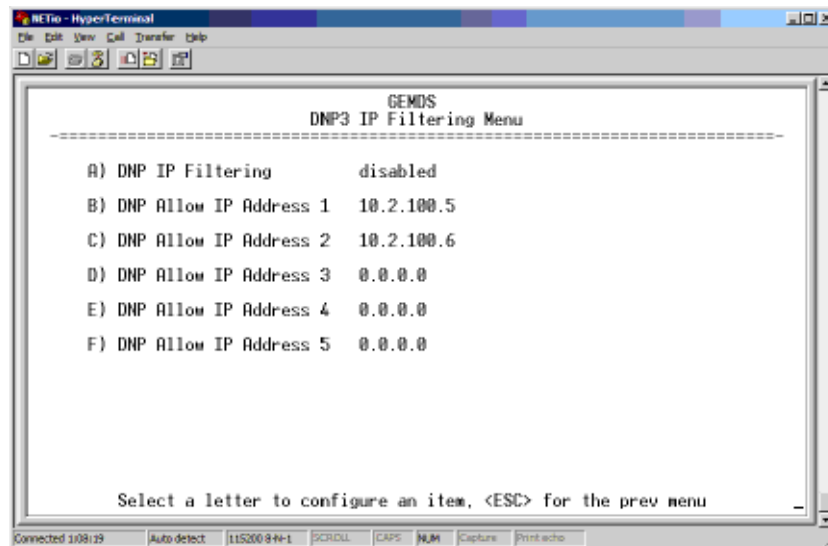 NETio - HyperTerminal
File Edit View Call Transfer Help
GEMDS
DNP3 IP Filtering Menu
-==========================================================================-
A) DNP IP Filtering disabled
B) DNP Allow IP Address 1 10.2.100.5
C) DNP Allow IP Address 2 10.2.100.6
D) DNP Allow IP Address 3 0.0.0.0
E) DNP Allow IP Address 4 0.0.0.0
F) DNP Allow IP Address 5 0.0.0.0
Select a letter to configure an item, <ESC> for the prev menu
Connected 1:08:19 Auto detect 115200 8-N-1 SCROLL CAPS NUM Capture Print echo